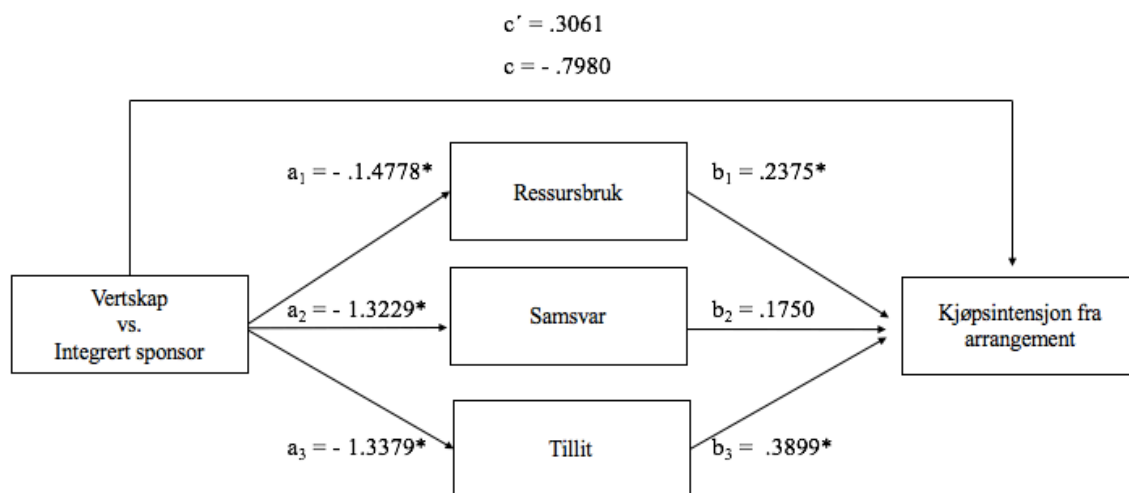 c´ = .3061
c = - .7980
a₁ = - .1.4778*
Ressursbruk
b₁ = .2375*
Vertskap
vs.
Integrert sponsor
a₂ = - 1.3229*
Samsvar
b₂ = .1750
Kjøpsintensjon fra
arrangement
a₃ = - 1.3379*
Tillit
b₃ = .3899*